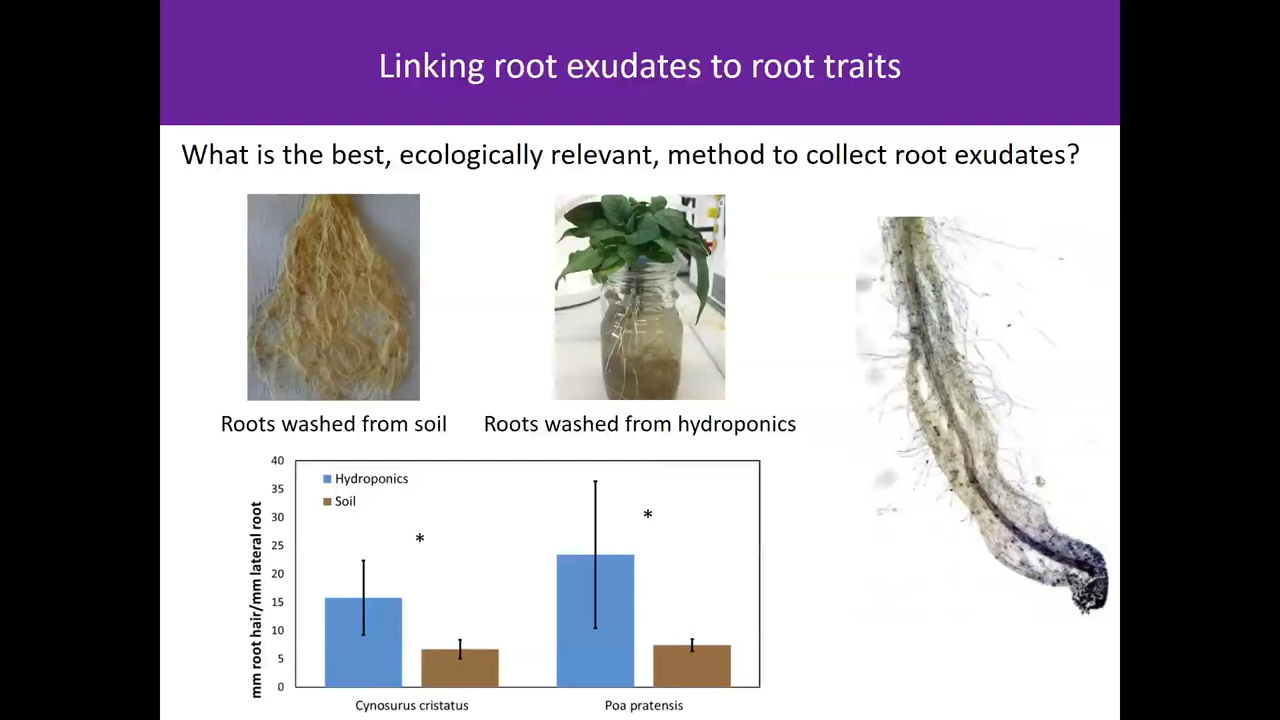 Linking root exudates to root traits
What is the best, ecologically relevant, method to collect root exudates?
Roots washed from soil
Roots washed from hydroponics
40
35
30
25
20
15
10
5
0
mm root hair/mm lateral root
Hydroponics
Soil
*
*
Cynosurus cristatus
Poa pratensis